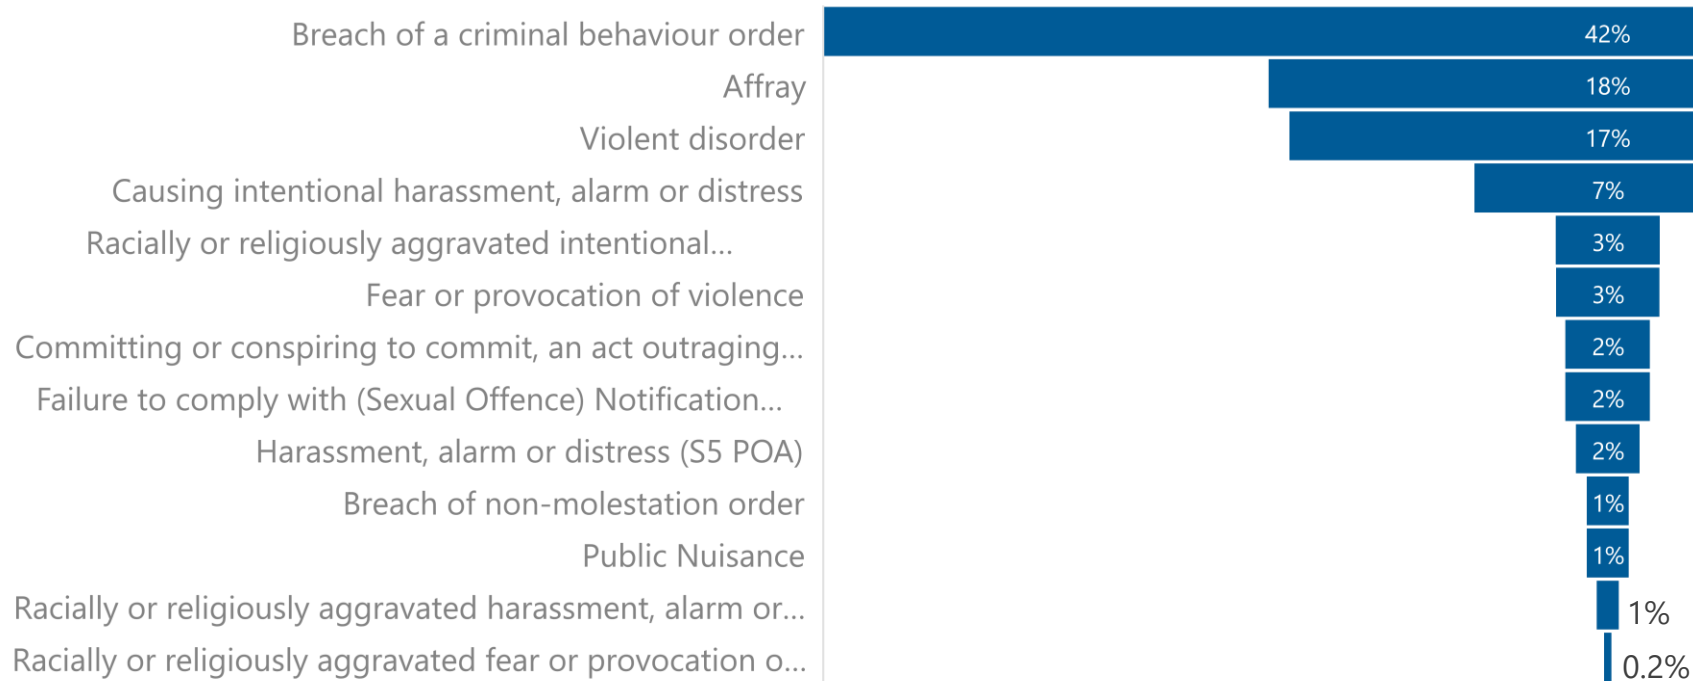 Breach of a criminal behaviour order 42%
Affray 18%
Violent disorder 17%
Causing intentional harassment, alarm or distress 7%
Racially or religiously aggravated intentional... 3%
Fear or provocation of violence 3%
Committing or conspiring to commit, an act outraging... 2%
Failure to comply with (Sexual Offence) Notification... 2%
Harassment, alarm or distress (S5 POA) 2%
Breach of non-molestation order 1%
Public Nuisance 1%
Racially or religiously aggravated harassment, alarm or... 1%
Racially or religiously aggravated fear or provocation o... 0.2%